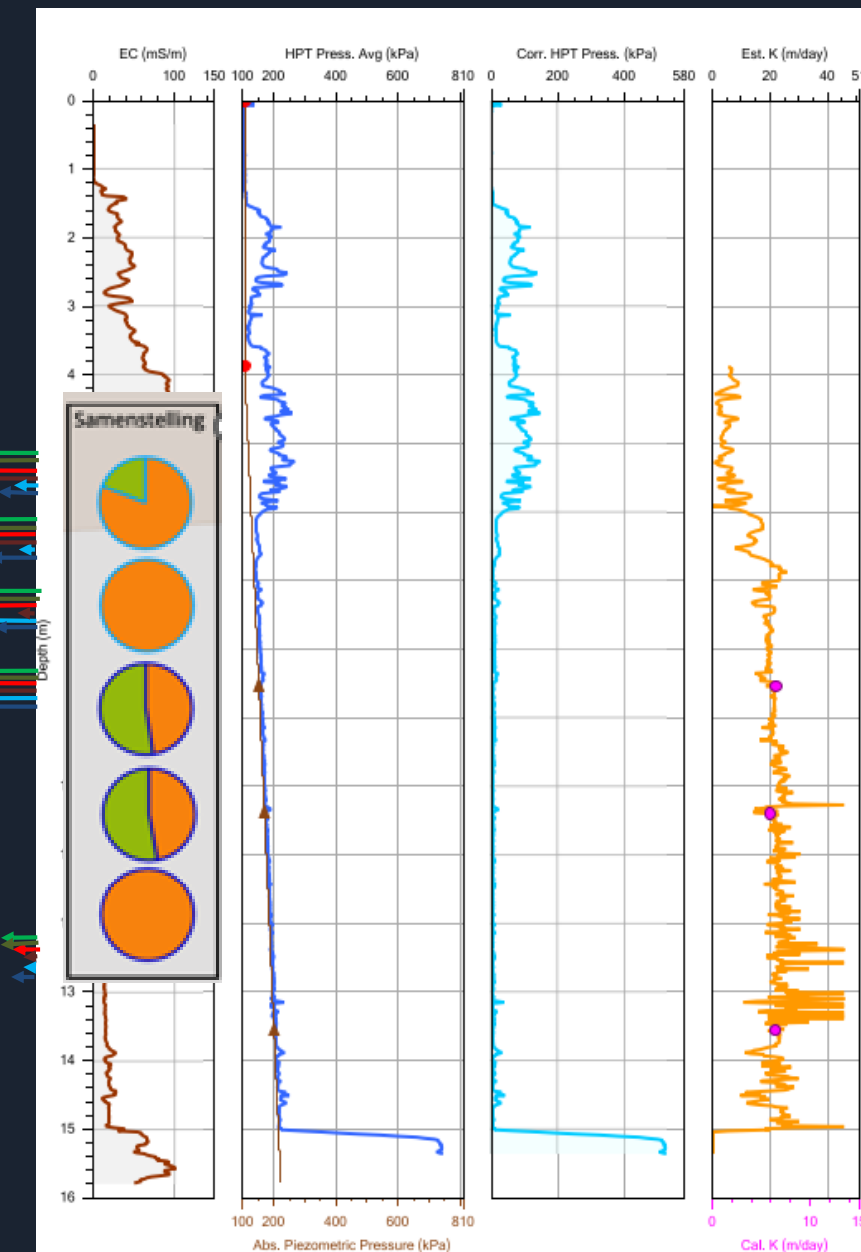 EC (mS/m) HPT Press. Avg (kPa) Corr. HPT Press. (kPa) Est. K (m/day)
0 100 150 100 200 400 600 810 0 200 400 580 0 20 40
0
1
2
3
4
Samenstelling
Depth (m)
13
14
15
16
100 200 400 600 810 0 10
Abs. Piezometric Pressure (kPa) Cal. K (m/day)